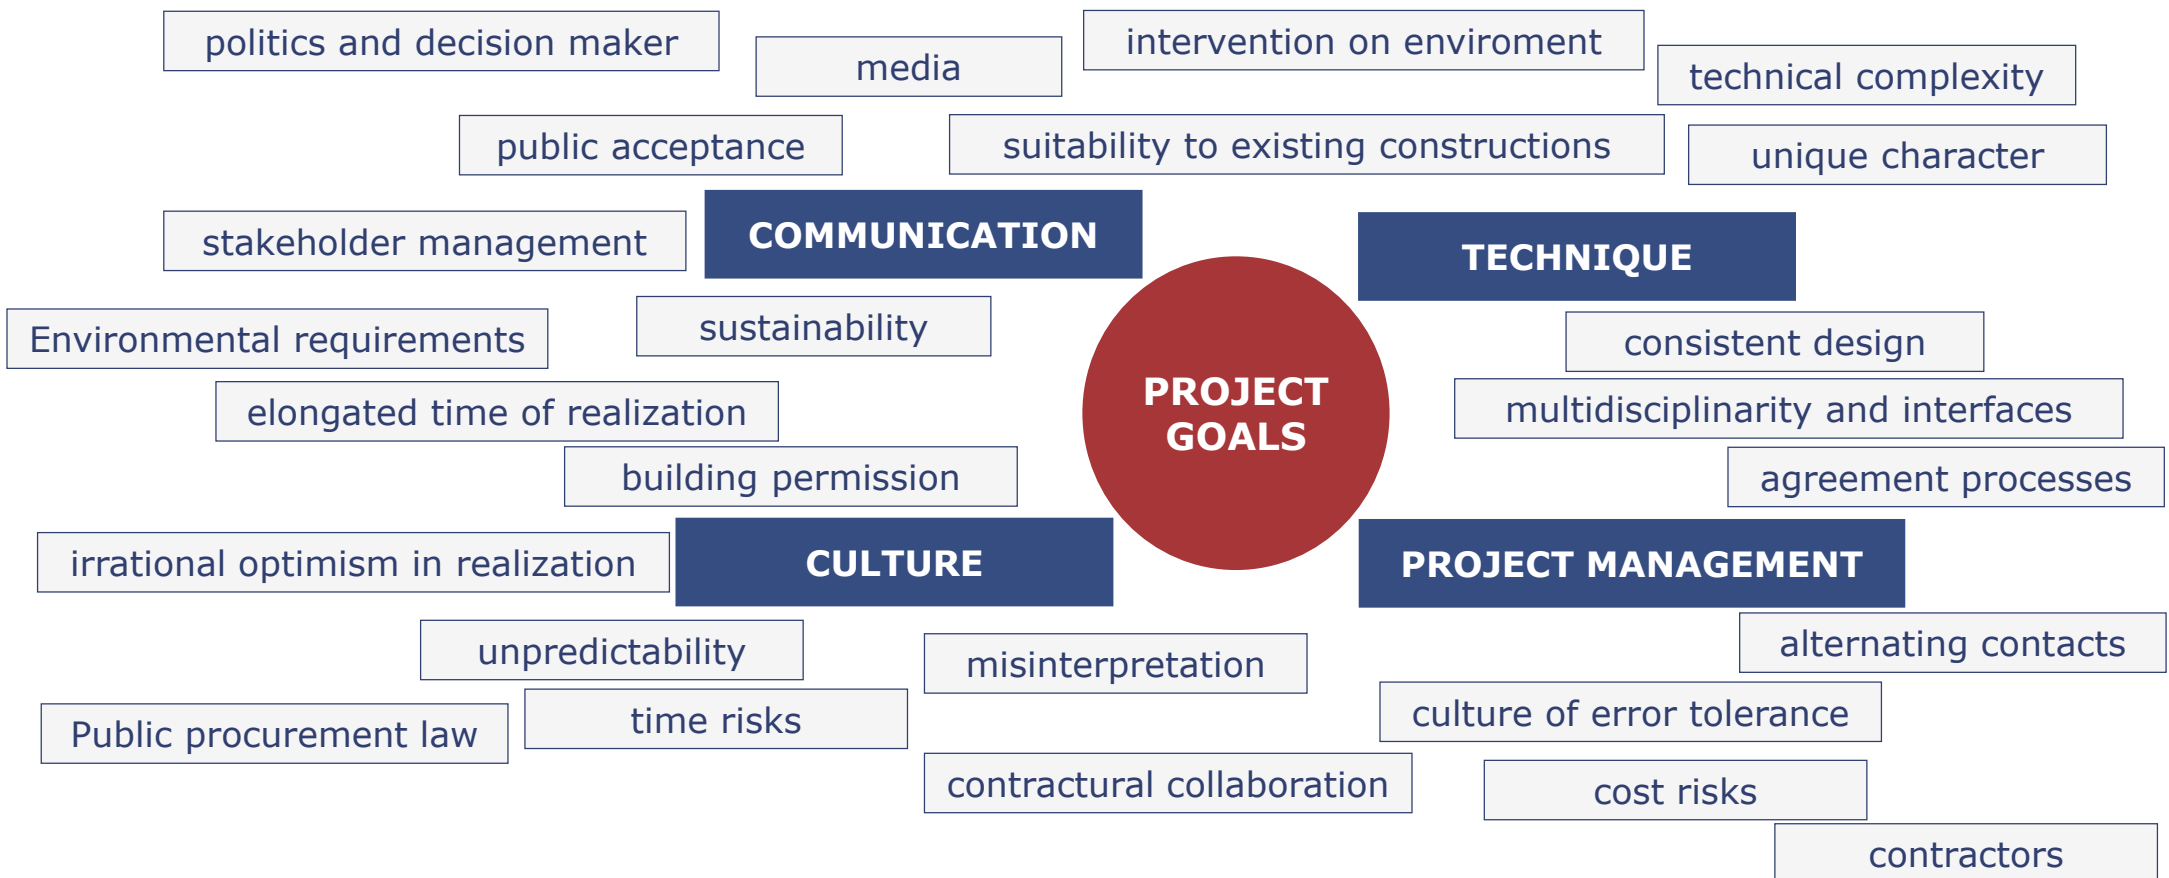 politics and decision maker
media
intervention on enviroment
technical complexity
public acceptance
suitability to existing constructions
unique character
stakeholder management
COMMUNICATION
TECHNIQUE
Environmental requirements
sustainability
consistent design
elongated time of realization
PROJECT
GOALS
multidisciplinarity and interfaces
building permission
agreement processes
irrational optimism in realization
CULTURE
PROJECT MANAGEMENT
unpredictability
misinterpretation
alternating contacts
Public procurement law
time risks
culture of error tolerance
contractural collaboration
cost risks
contractors